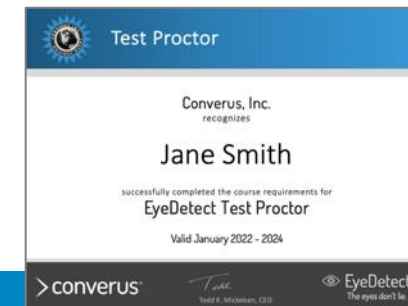 Test Proctor
Converus, Inc.
recognizes
Jane Smith
successfully completed the course requirements for
EyeDetect Test Proctor
Valid January 2022 - 2024
converus
Todd K. Mickelsen, CEO
EyeDetect
The eyes don't lie.